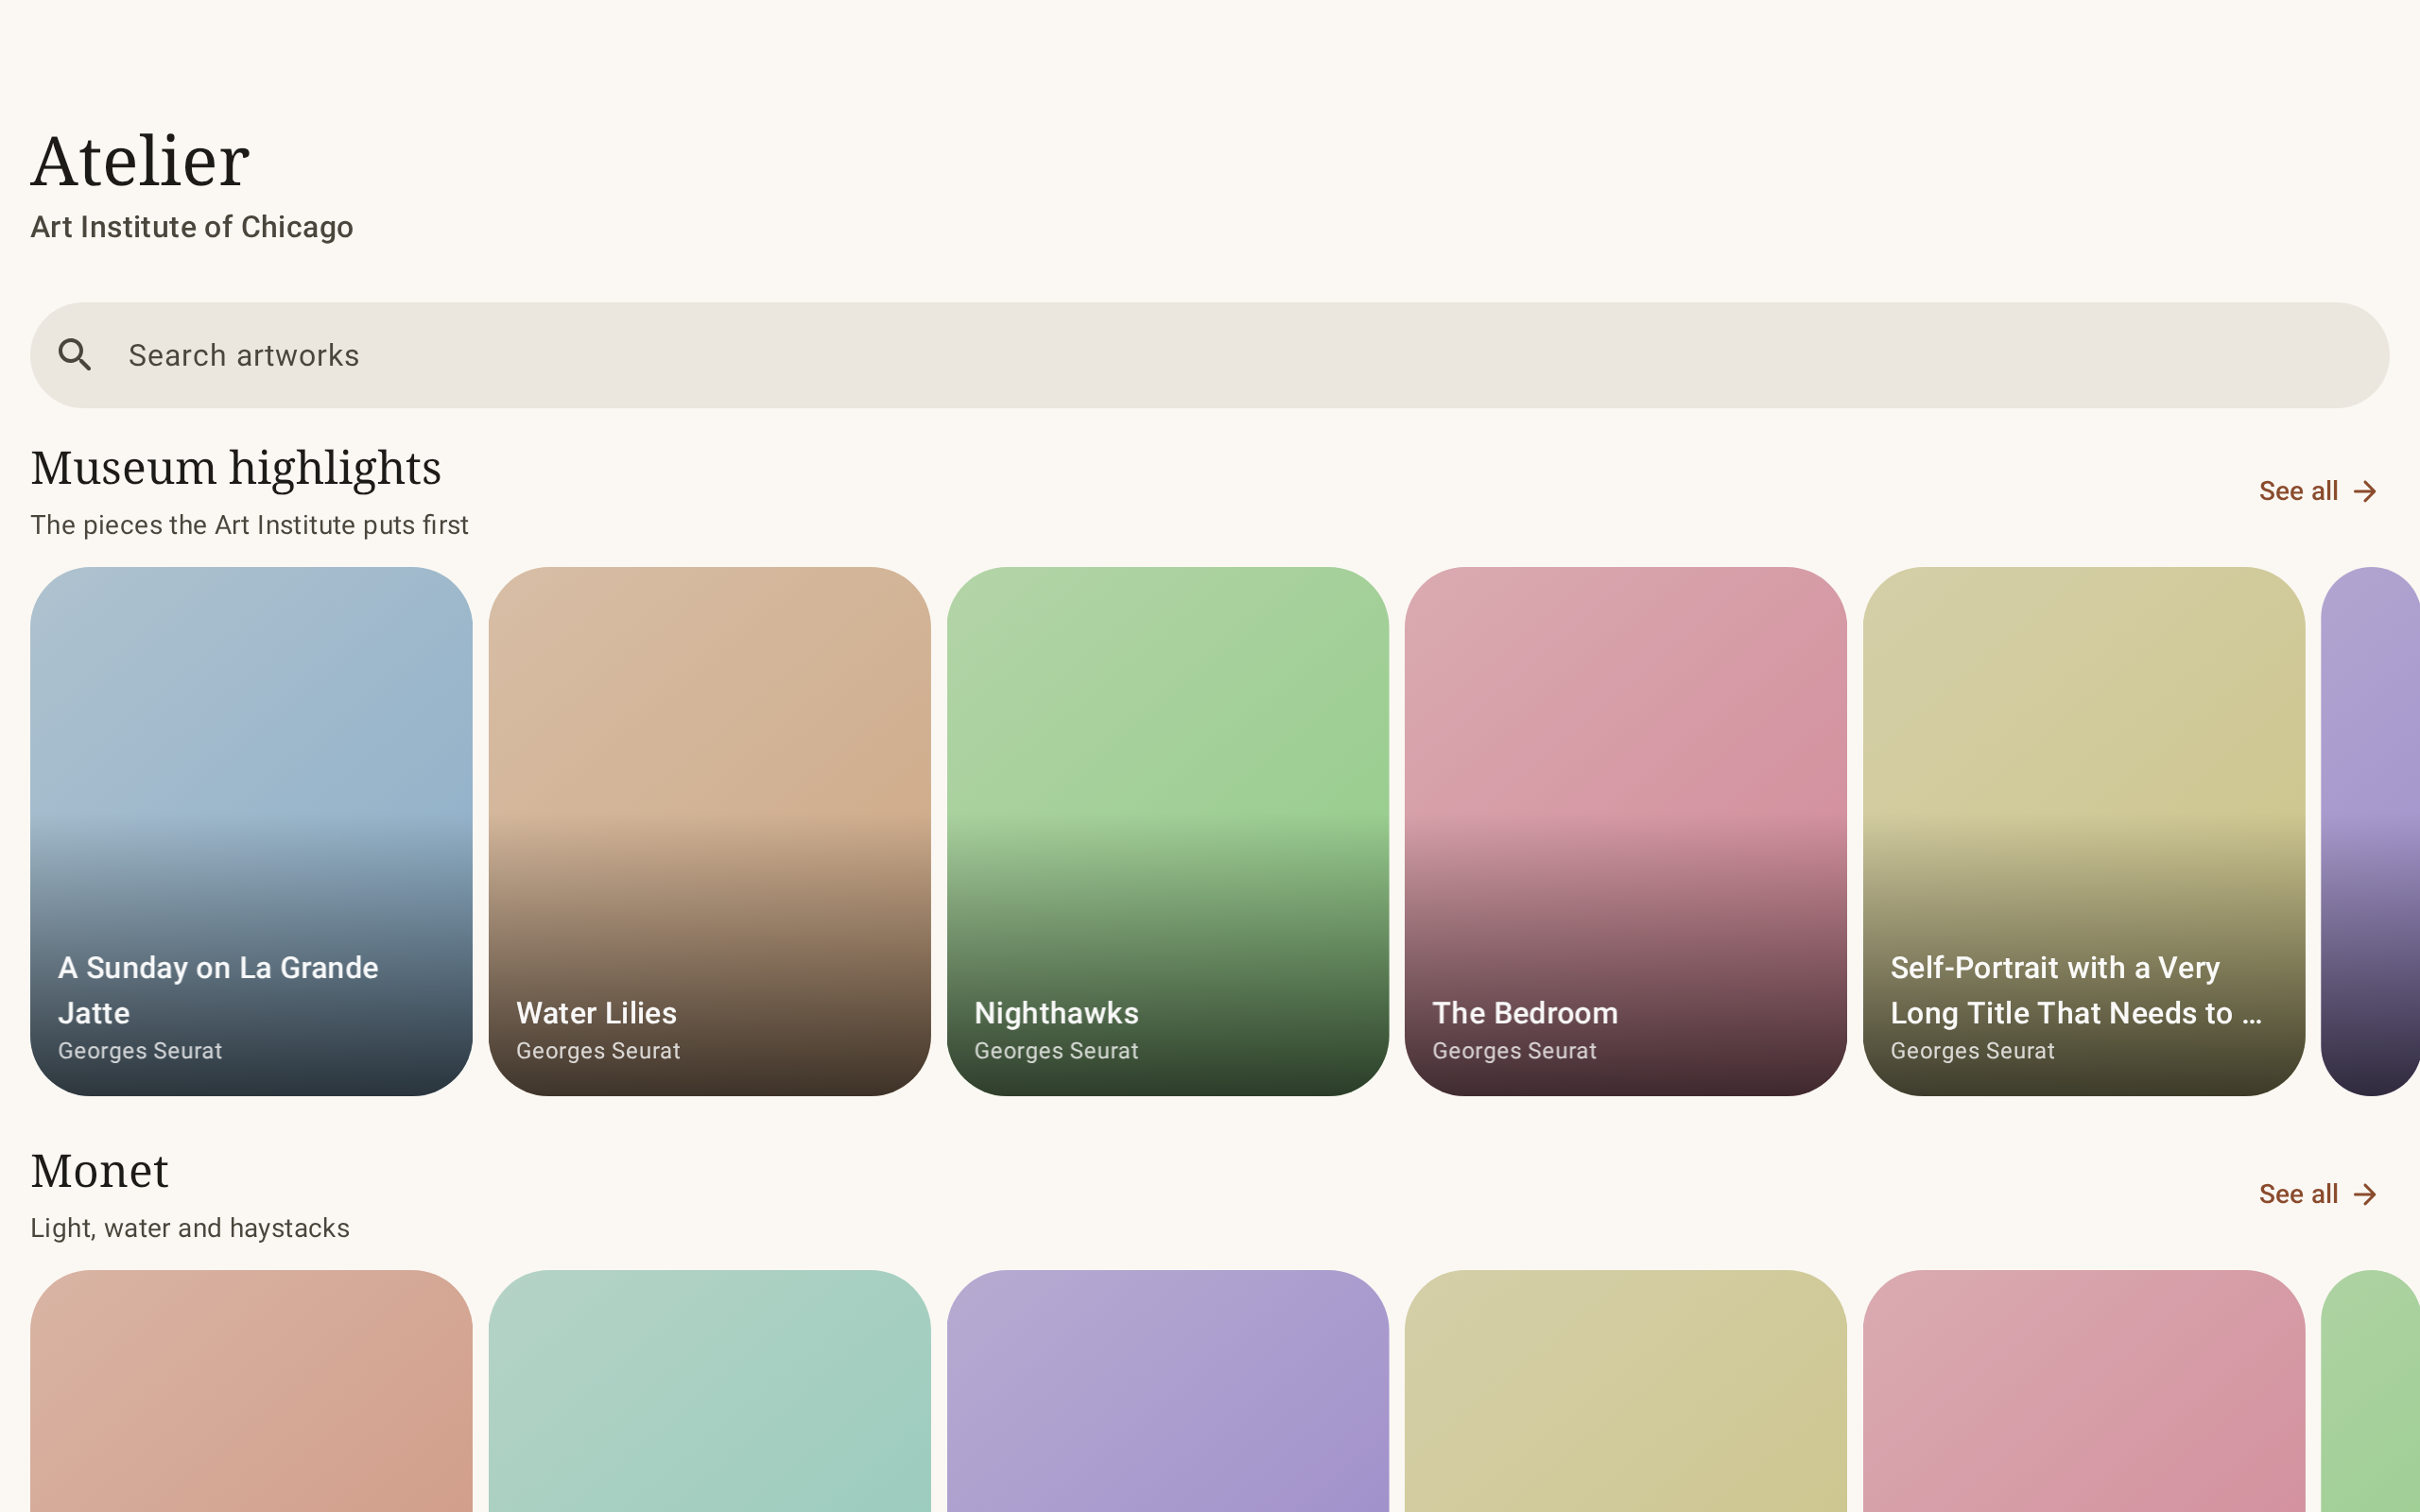 Atelier
Art Institute of Chicago
Search artworks
Museum highlights
See all
The pieces the Art Institute puts first
A Sunday on La Grande
Jatte
Georges Seurat
Water Lilies
Georges Seurat
Nighthawks
Georges Seurat
The Bedroom
Georges Seurat
Self-Portrait with a Very
Long Title That Needs to …
Georges Seurat
Monet
See all
Light, water and haystacks